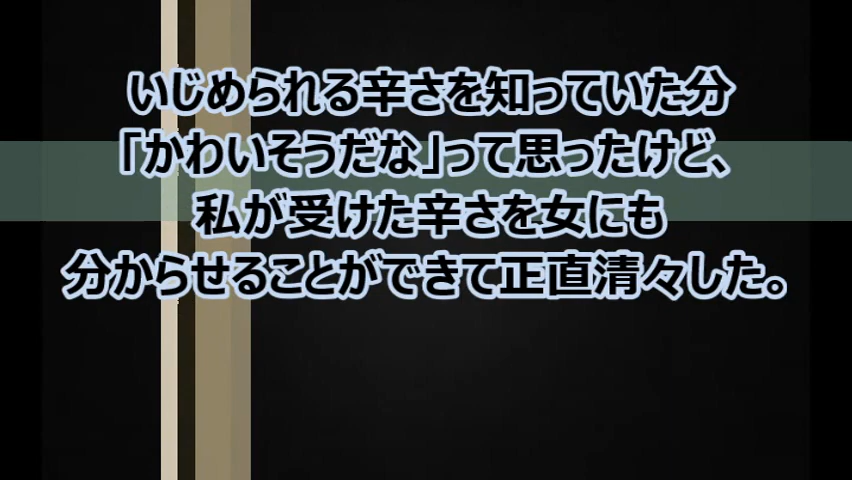 いじめられる辛さを知っていた分
「かわいそうだな」って思ったけど、
私が受けた辛さを女にも
分からせることができて正直清々した。